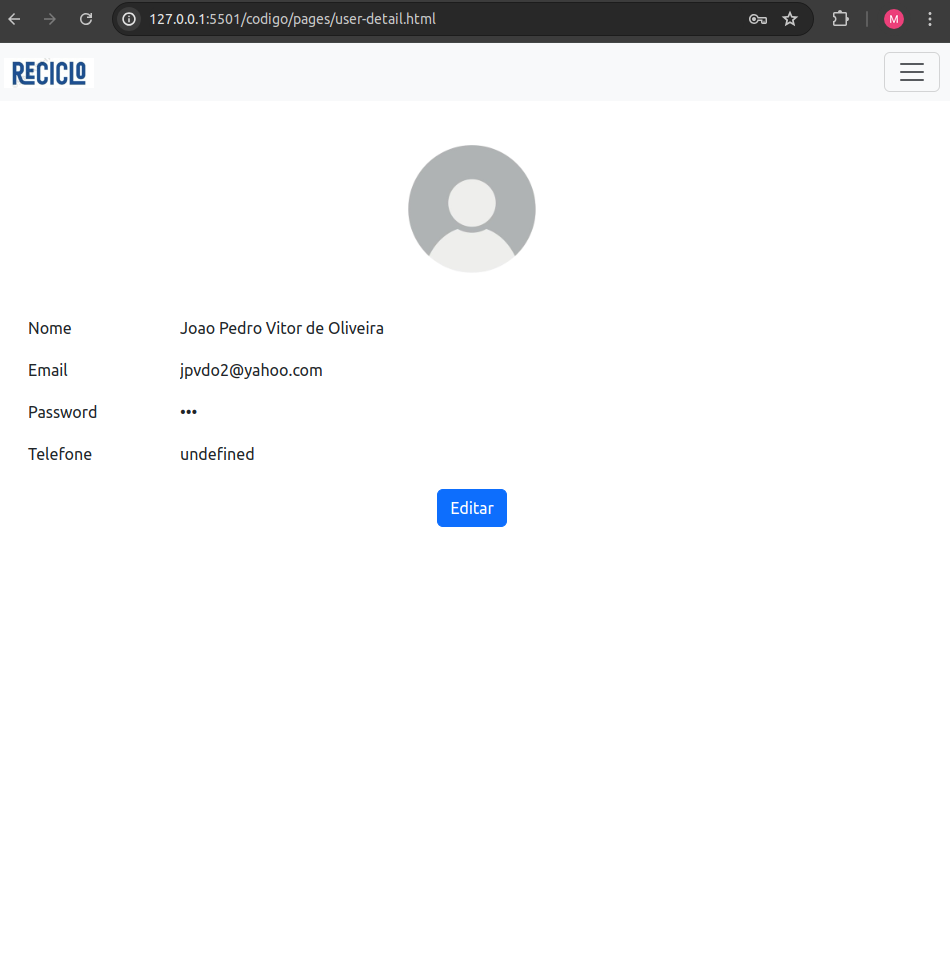 127.0.0.1:5501/codigo/pages/user-detail.html
M
RECICLO
Nome Joao Pedro Vitor de Oliveira
Email jpvdo2@yahoo.com
Password •••
Telefone undefined
Editar